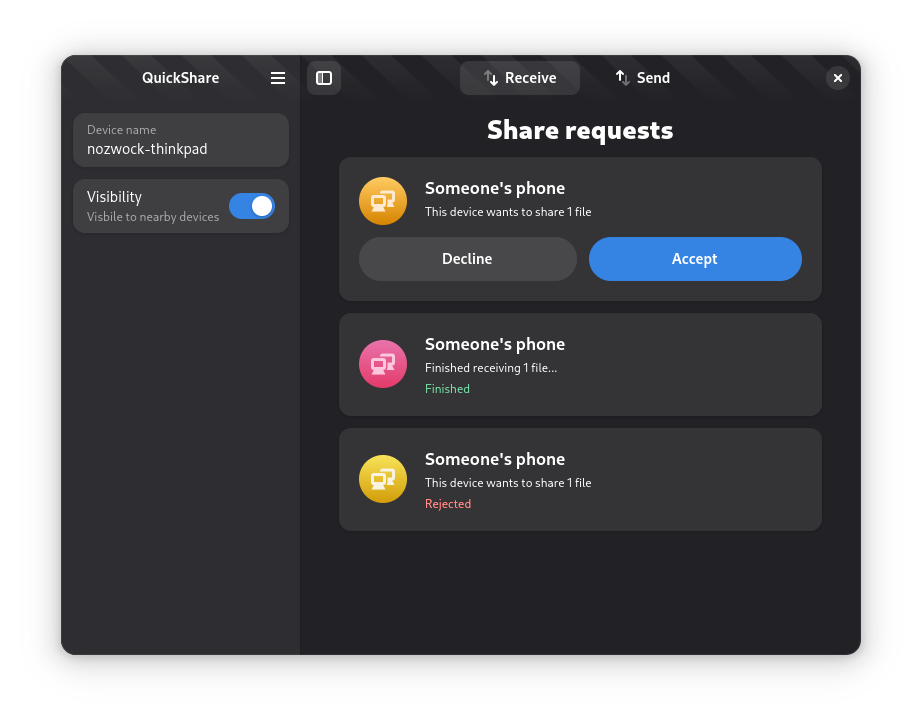 QuickShare
Receive
Send
Device name
nozwock-thinkpad
Visibility
Visbile to nearby devices
Share requests
Someone's phone
This device wants to share 1 file
Decline
Accept
Someone's phone
Finished receiving 1 file...
Finished
Someone's phone
This device wants to share 1 file
Rejected